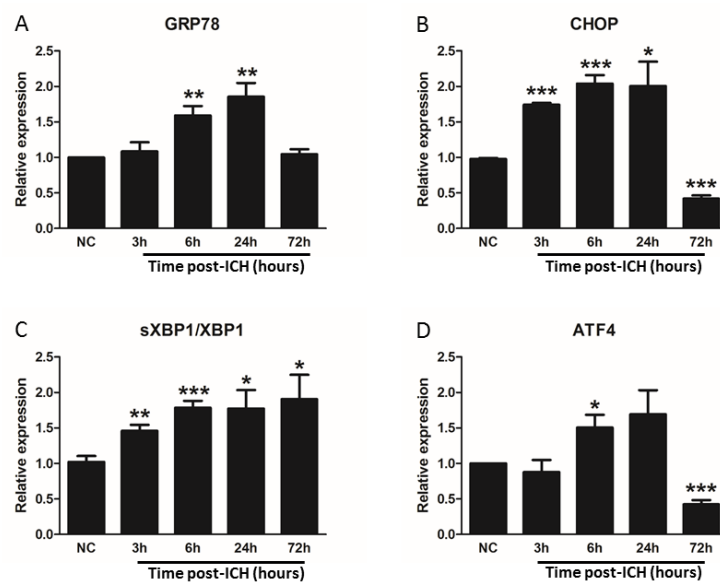 A
GRP78
Relative expression
2.5
2.0
1.5
1.0
0.5
0.0
** **
NC 3h 6h 24h 72h
Time post-ICH (hours)
B
CHOP
Relative expression
2.5
2.0
1.5
1.0
0.5
0.0
*** *** * ***
NC 3h 6h 24h 72h
Time post-ICH (hours)
C
sXBP1/XBP1
Relative expression
2.5
2.0
1.5
1.0
0.5
0.0
** *** * *
NC 3h 6h 24h 72h
Time post-ICH (hours)
D
ATF4
Relative expression
2.5
2.0
1.5
1.0
0.5
0.0
* ***
NC 3h 6h 24h 72h
Time post-ICH (hours)